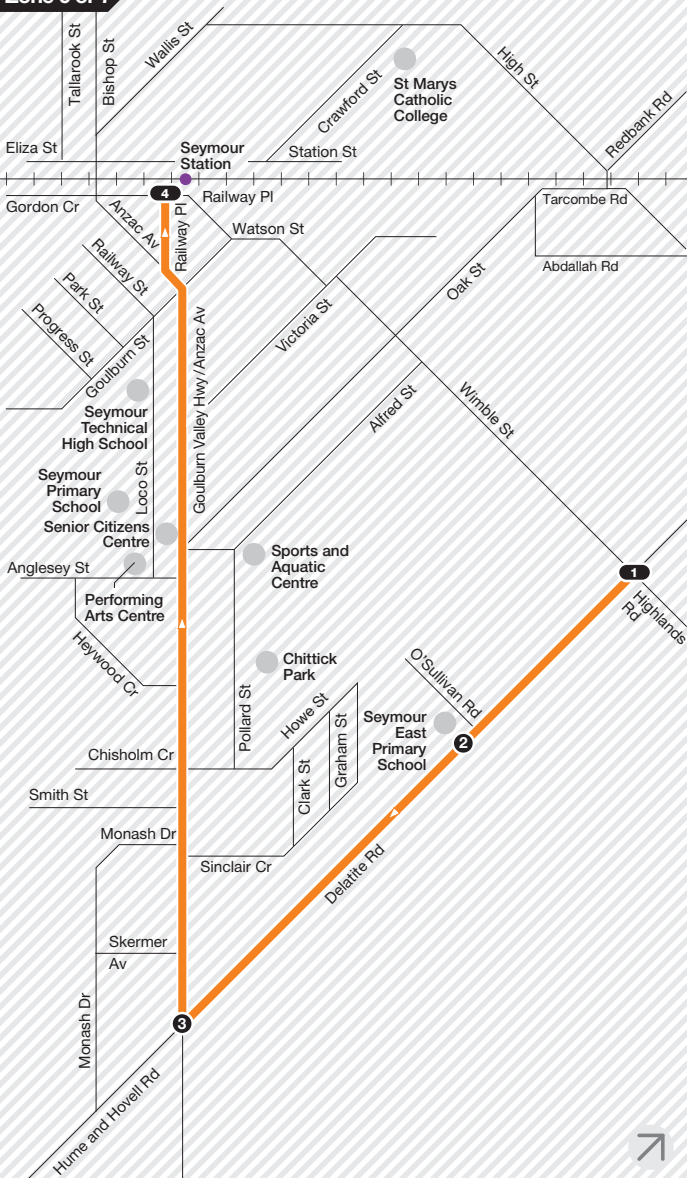 Tallarook St
Bishop St
Wallis St
High St
Crawford St
St Marys
Catholic
College
Redbank Rd
Eliza St
Seymour
Station
Station St
4
Railway Pl
Gordon Cr
Anzac Av
Railway Pl
Watson St
Tarcombe Rd
Abdallah Rd
Railway St
Park St
Progress St
Goulburn St
Victoria St
Oak St
Goulburn Valley Hwy/Anzac Av
Alfred St
Wimble St
Seymour
Technical
High School
Loco St
Seymour
Primary
School
Senior Citizens
Centre
Sports and
Aquatic
Centre
Anglesey St
Performing
Arts Centre
1
Highlands
Rd
Heywood Cr
Chittick
Park
O'Sullivan Rd
Pollard St
Howe St
Seymour
East
Primary
School
2
Graham St
Clark St
Chisholm Cr
Smith St
Monash Dr
Sinclair Cr
Delatite Rd
Skermer
Av
Monash Dr
3
Hume and Hovell Rd